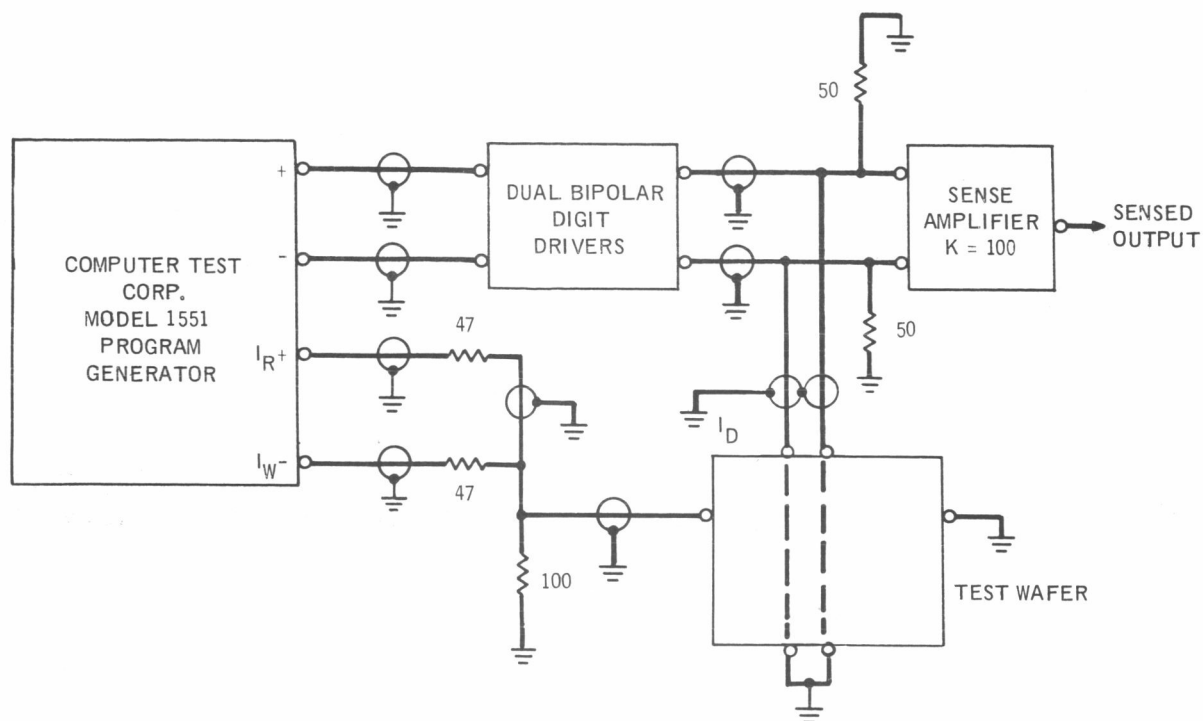 50
+
-
COMPUTER TEST
CORP.
MODEL 1551
PROGRAM
GENERATOR
I_R+
I_W-
DUAL BIPOLAR
DIGIT
DRIVERS
SENSE
AMPLIFIER
K = 100
SENSED
OUTPUT
47
50
I_D
47
100
TEST WAFER